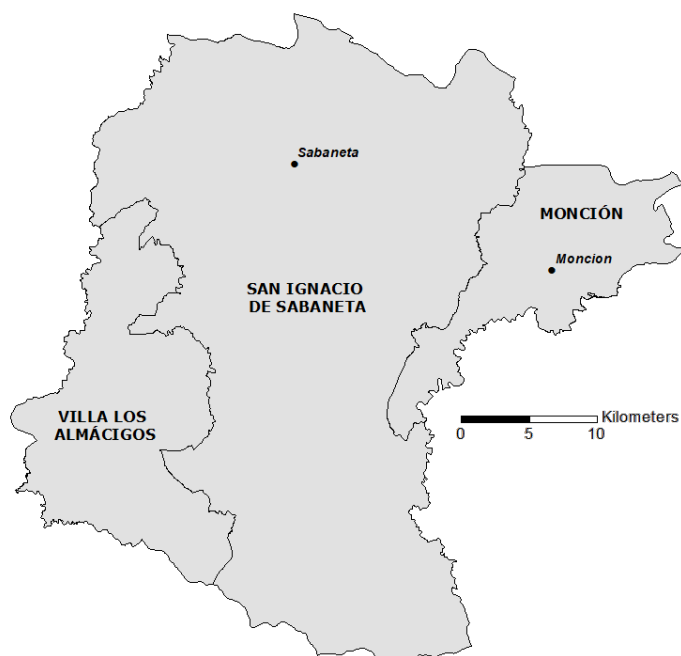 Sabaneta
MONCIÓN
Moncion
SAN IGNACIO
DE SABANETA
VILLA LOS
ALMÁCIGOS
Kilometers
0 5 10